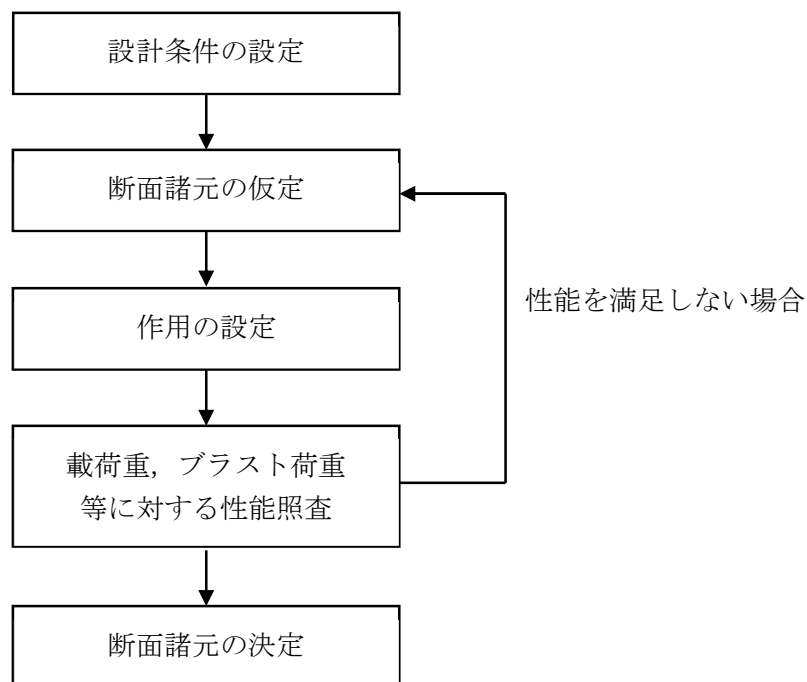 設計条件の設定
断面諸元の仮定
性能を満足しない場合
作用の設定
載荷重，ブラスト荷重
等に対する性能照査
断面諸元の決定